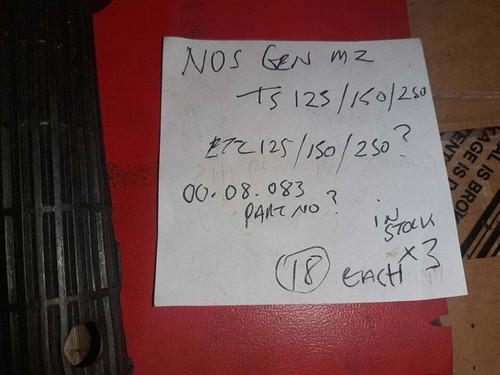 NOS GEN MZ
TS 125/150/250
ETZ 125/150/250?
00.08.083
PART NO?
IN
STOCK
x 3
18 EACH